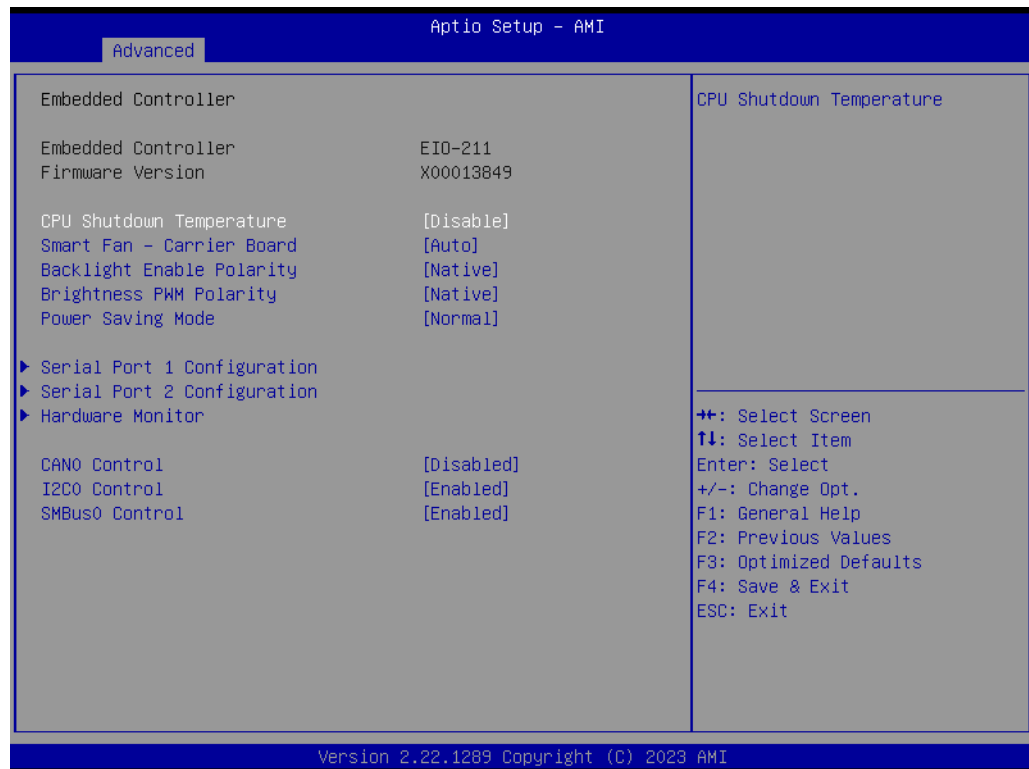 Aptio Setup – AMI
Advanced
Embedded Controller
CPU Shutdown Temperature
Embedded Controller EIO-211
Firmware Version X00013849
CPU Shutdown Temperature [Disable]
Smart Fan – Carrier Board [Auto]
Backlight Enable Polarity [Native]
Brightness PWM Polarity [Native]
Power Saving Mode [Normal]
Serial Port 1 Configuration
Serial Port 2 Configuration
Hardware Monitor
CAN0 Control [Disabled]
I2C0 Control [Enabled]
SMBus0 Control [Enabled]
→←: Select Screen
↑↓: Select Item
Enter: Select
+/-: Change Opt.
F1: General Help
F2: Previous Values
F3: Optimized Defaults
F4: Save & Exit
ESC: Exit
Version 2.22.1289 Copyright (C) 2023 AMI